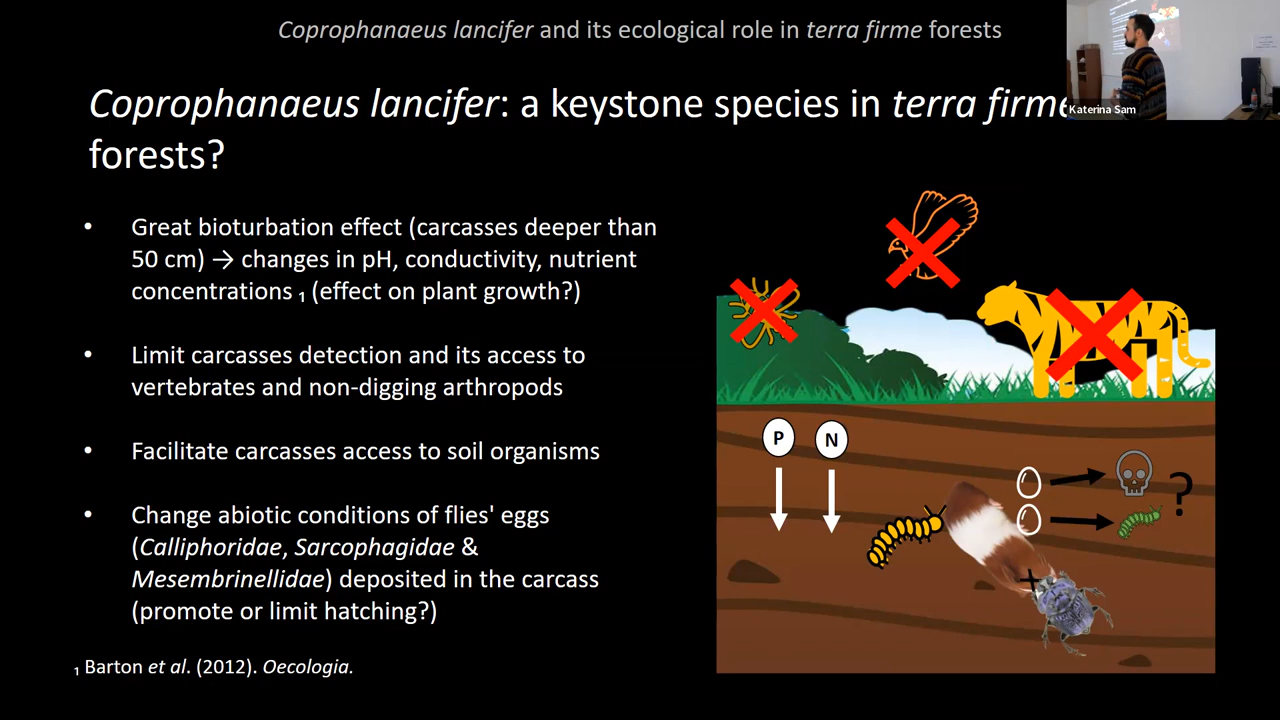 Coprophanaeus lancifer and its ecological role in terra firme forests
Katerina Sam
Coprophanaeus lancifer: a keystone species in terra firme
forests?
• Great bioturbation effect (carcasses deeper than
50 cm) → changes in pH, conductivity, nutrient
concentrations ₁ (effect on plant growth?)
• Limit carcasses detection and its access to
vertebrates and non-digging arthropods
• Facilitate carcasses access to soil organisms
• Change abiotic conditions of flies' eggs
(Calliphoridae, Sarcophagidae &
Mesembrinellidae) deposited in the carcass
(promote or limit hatching?)
₁ Barton et al. (2012). Oecologia.
P N
?